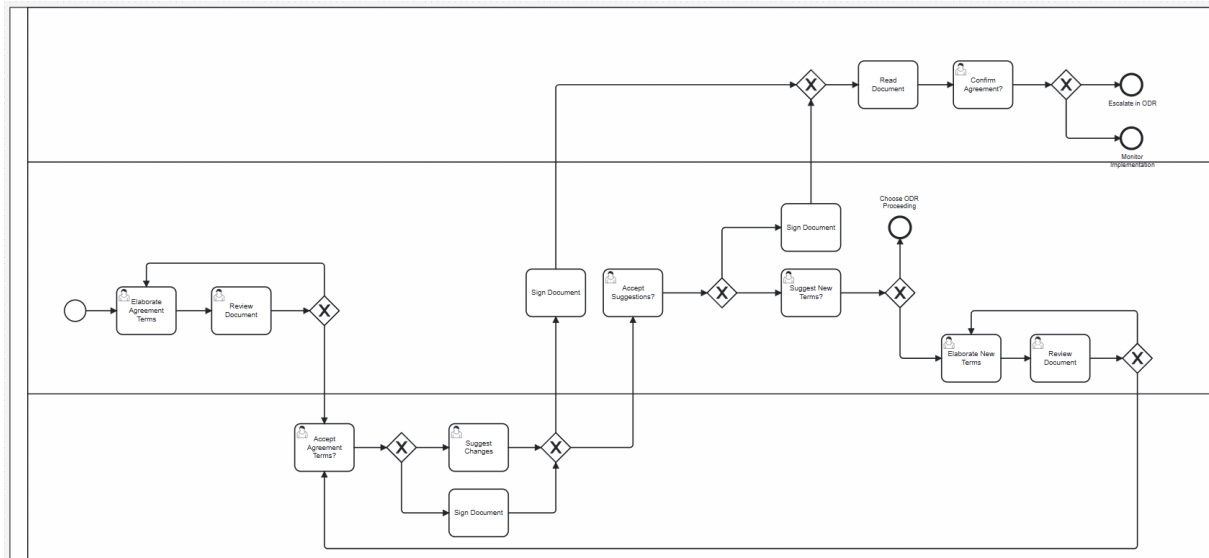 Read
Document
Confirm
Agreement?
Escalate in ODR
Monitor
Implementation
Choose ODR
Proceeding
Sign Document
Elaborate
Agreement
Terms
Review
Document
Sign Document
Accept
Suggestions?
Suggest New
Terms?
Elaborate New
Terms
Review
Document
Accept
Agreement
Terms?
Suggest
Changes
Sign Document